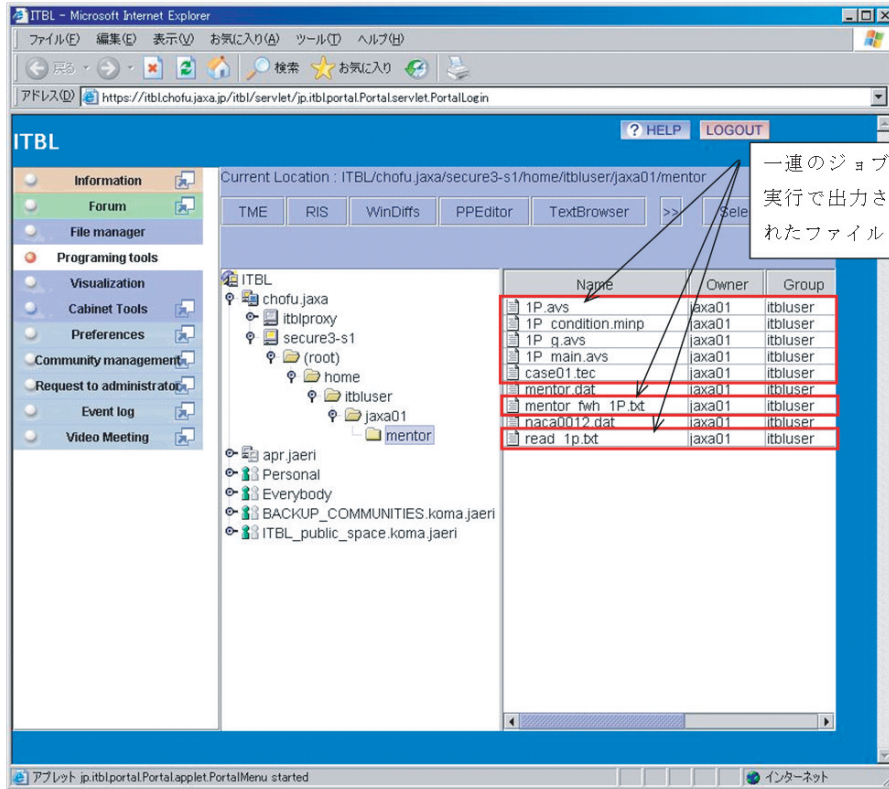 ITBL - Microsoft Internet Explorer
ファイル(F) 編集(E) 表示(V) お気に入り(A) ツール(T) ヘルプ(H)
戻る 検索 お気に入り
アドレス(D) https://itbl.chofu.jaxa.jp/itbl/servlet/jp.itbl.portal.Portal.servlet.PortalLogin
ITBL
? HELP LOGOUT
一連のジョブ
実行で出力さ
れたファイル
Information
Forum
File manager
Programing tools
Visualization
Cabinet Tools
Preferences
Community management
Request to administrator
Event log
Video Meeting
Current Location : ITBL/chofu.jaxa/secure3-s1/home/itbluser/jaxa01/mentor
TME RIS WinDiffs PPEditor TextBrowser >> Sele
ITBL
chofu.jaxa
itblproxy
secure3-s1
(root)
home
itbluser
jaxa01
mentor
apr.jaeri
Personal
Everybody
BACKUP_COMMUNITIES.koma.jaeri
ITBL_public_space.koma.jaeri
Name Owner Group
1P.avs jaxa01 itbluser
1P_condition.minp jaxa01 itbluser
1P_g.avs jaxa01 itbluser
1P_main.avs jaxa01 itbluser
case01.tec jaxa01 itbluser
mentor.dat jaxa01 itbluser
mentor_fwh_1P.txt jaxa01 itbluser
naca0012.dat jaxa01 itbluser
read_1p.txt jaxa01 itbluser
アプレット jp.itbl.portal.Portal.applet.PortalMenu started
インターネット